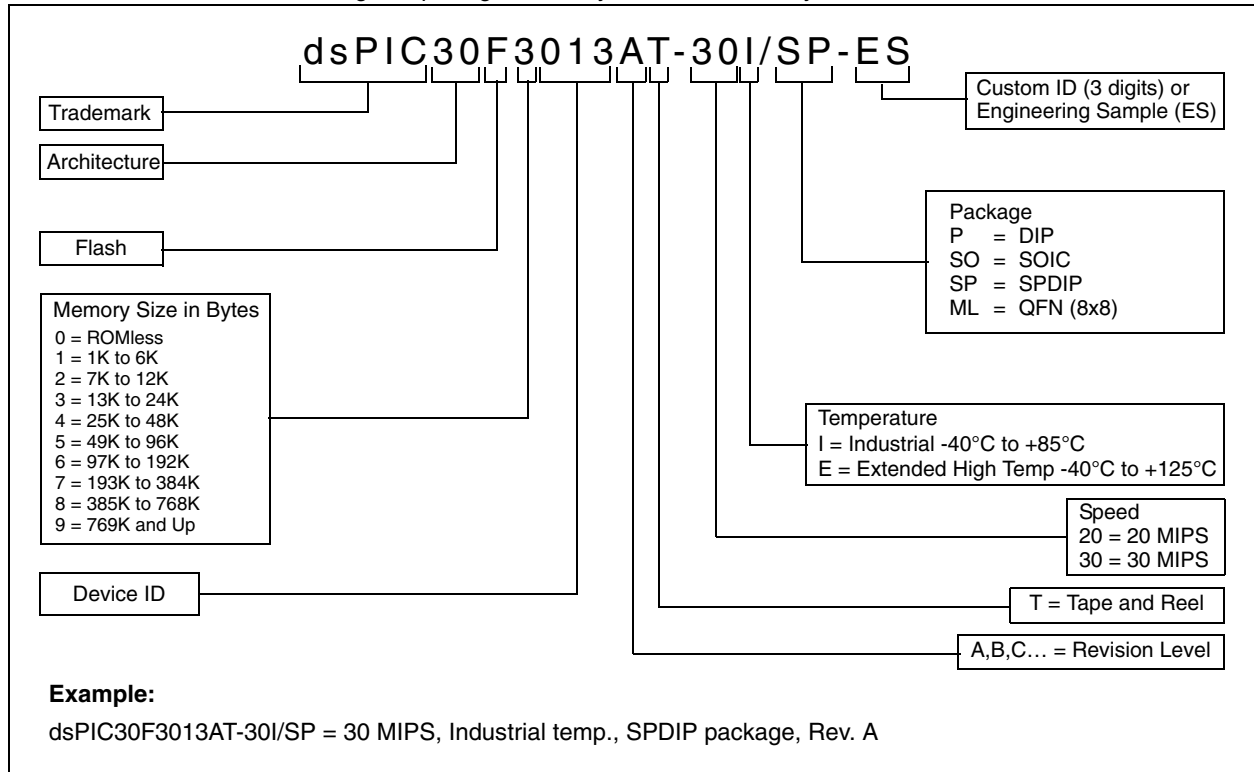 dsPIC30F3013AT-30I/SP-ES
Trademark
Architecture
Flash
Memory Size in Bytes
0 = ROMless
1 = 1K to 6K
2 = 7K to 12K
3 = 13K to 24K
4 = 25K to 48K
5 = 49K to 96K
6 = 97K to 192K
7 = 193K to 384K
8 = 385K to 768K
9 = 769K and Up
Device ID
Custom ID (3 digits) or
Engineering Sample (ES)
Package
P = DIP
SO = SOIC
SP = SPDIP
ML = QFN (8x8)
Temperature
I = Industrial -40°C to +85°C
E = Extended High Temp -40°C to +125°C
Speed
20 = 20 MIPS
30 = 30 MIPS
T = Tape and Reel
A,B,C… = Revision Level
Example:
dsPIC30F3013AT-30I/SP = 30 MIPS, Industrial temp., SPDIP package, Rev. A